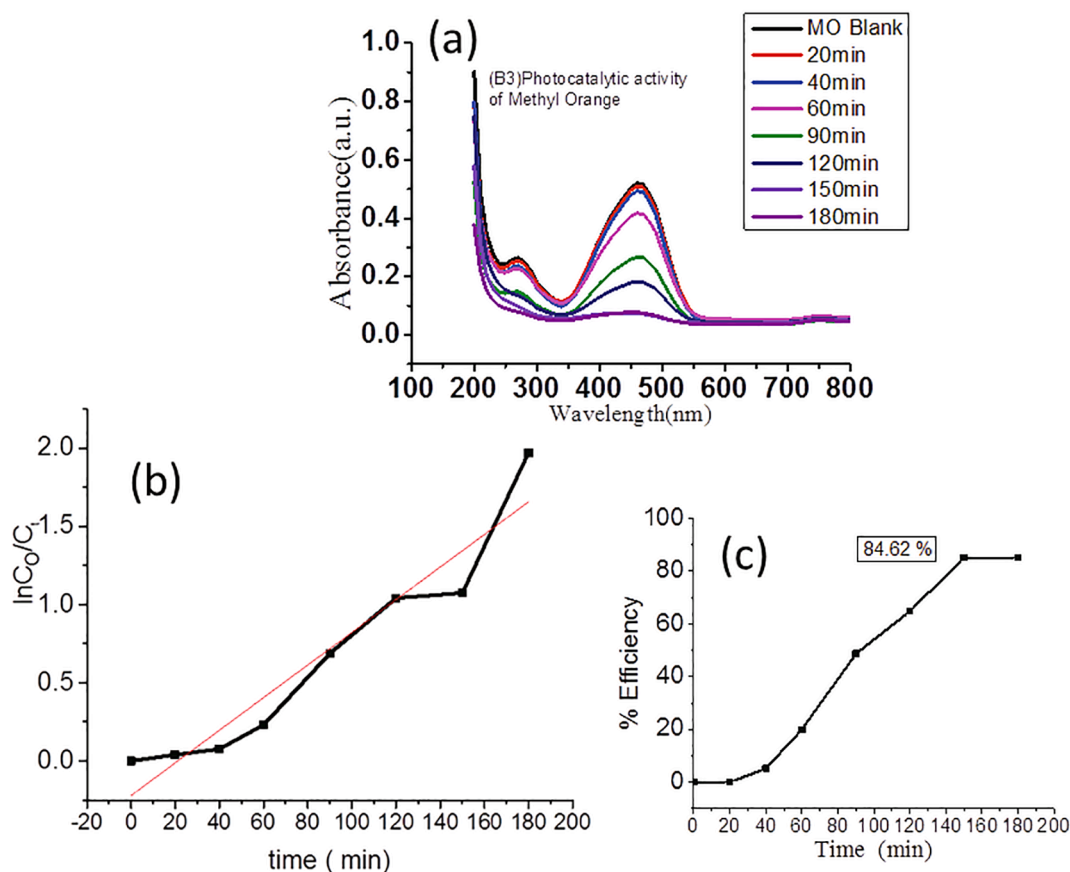 (a)
MO Blank
20min
40min
60min
90min
120min
150min
180min
(B3)Photocatalytic activity
of Methyl Orange
1.0
0.8
0.6
0.4
0.2
0.0
Absorbance(a.u.)
100 200 300 400 500 600 700 800
Wavelength(nm)
(b)
2.0
1.5
1.0
0.5
0.0
lnC0/Ct
-20 0 20 40 60 80 100 120 140 160 180 200
time ( min)
(c)
84.62 %
100
80
60
40
20
0
% Efficiency
0 20 40 60 80 100 120 140 160 180 200
Time (min)